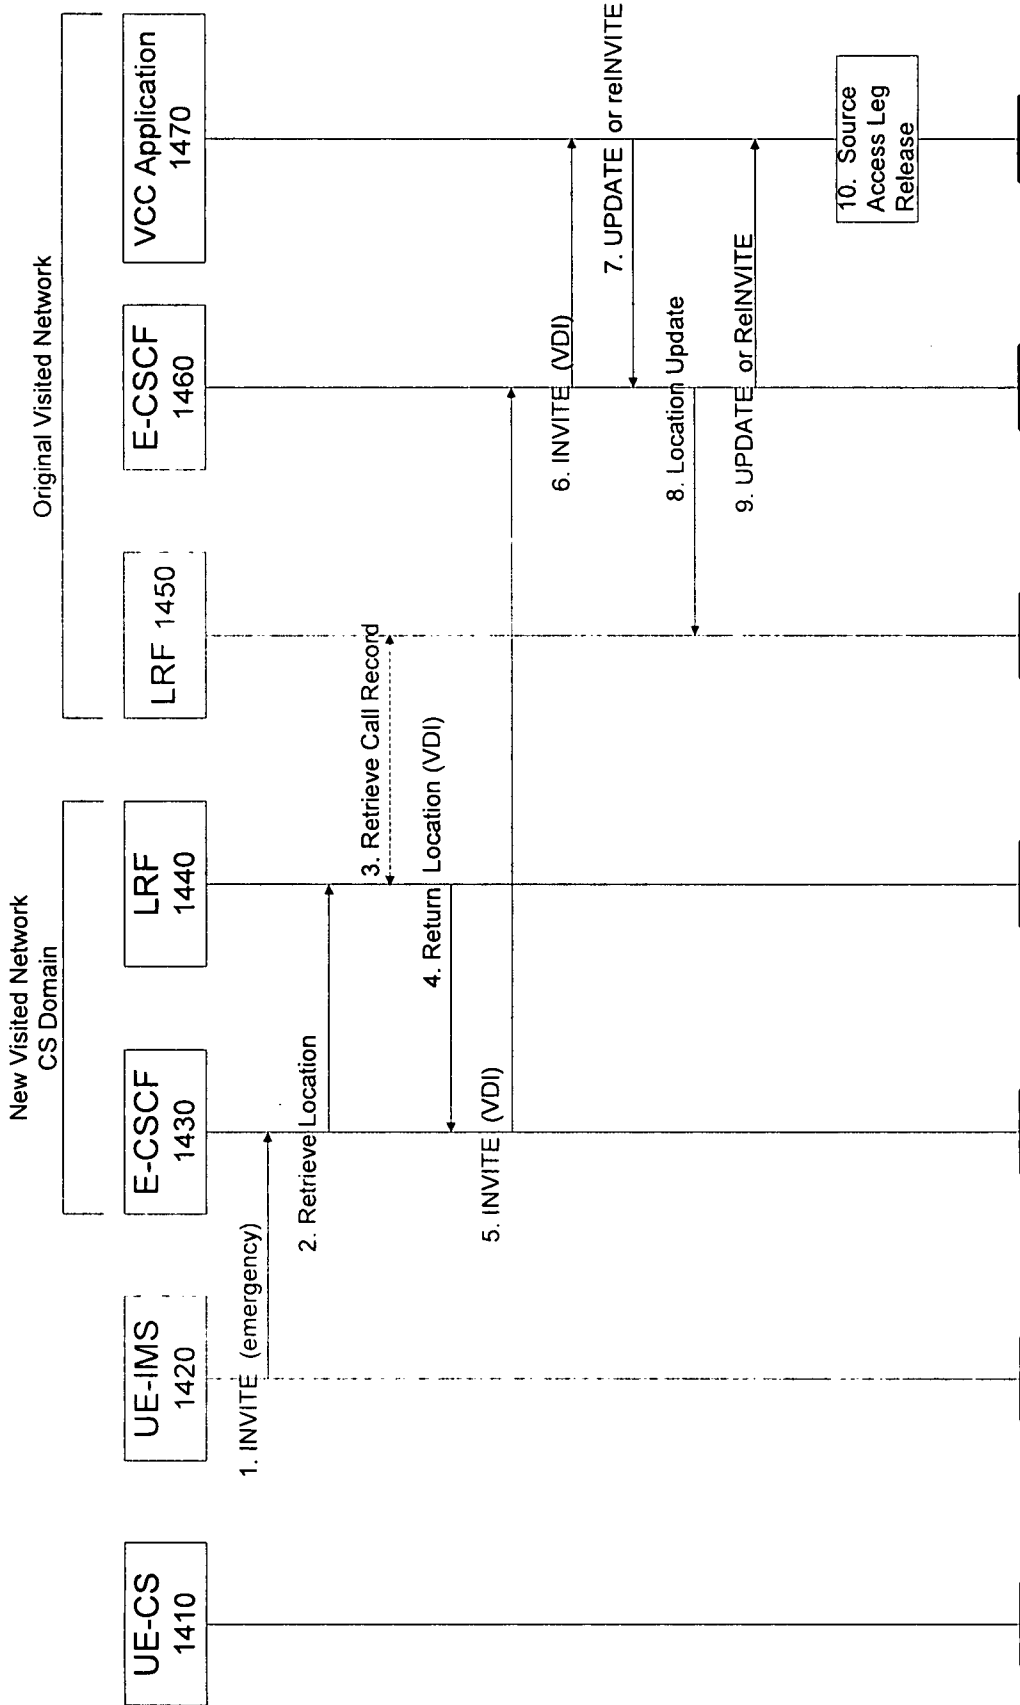 New Visited Network
CS Domain
Original Visited Network
UE-CS
1410
UE-IMS
1420
E-CSCF
1430
LRF
1440
LRF 1450
E-CSCF
1460
VCC Application
1470
1. INVITE (emergency)
2. Retrieve Location
3. Retrieve Call Record
4. Return Location (VDI)
5. INVITE (VDI)
6. INVITE (VDI)
7. UPDATE or reINVITE
8. Location Update
9. UPDATE or ReINVITE
10. Source
Access Leg
Release